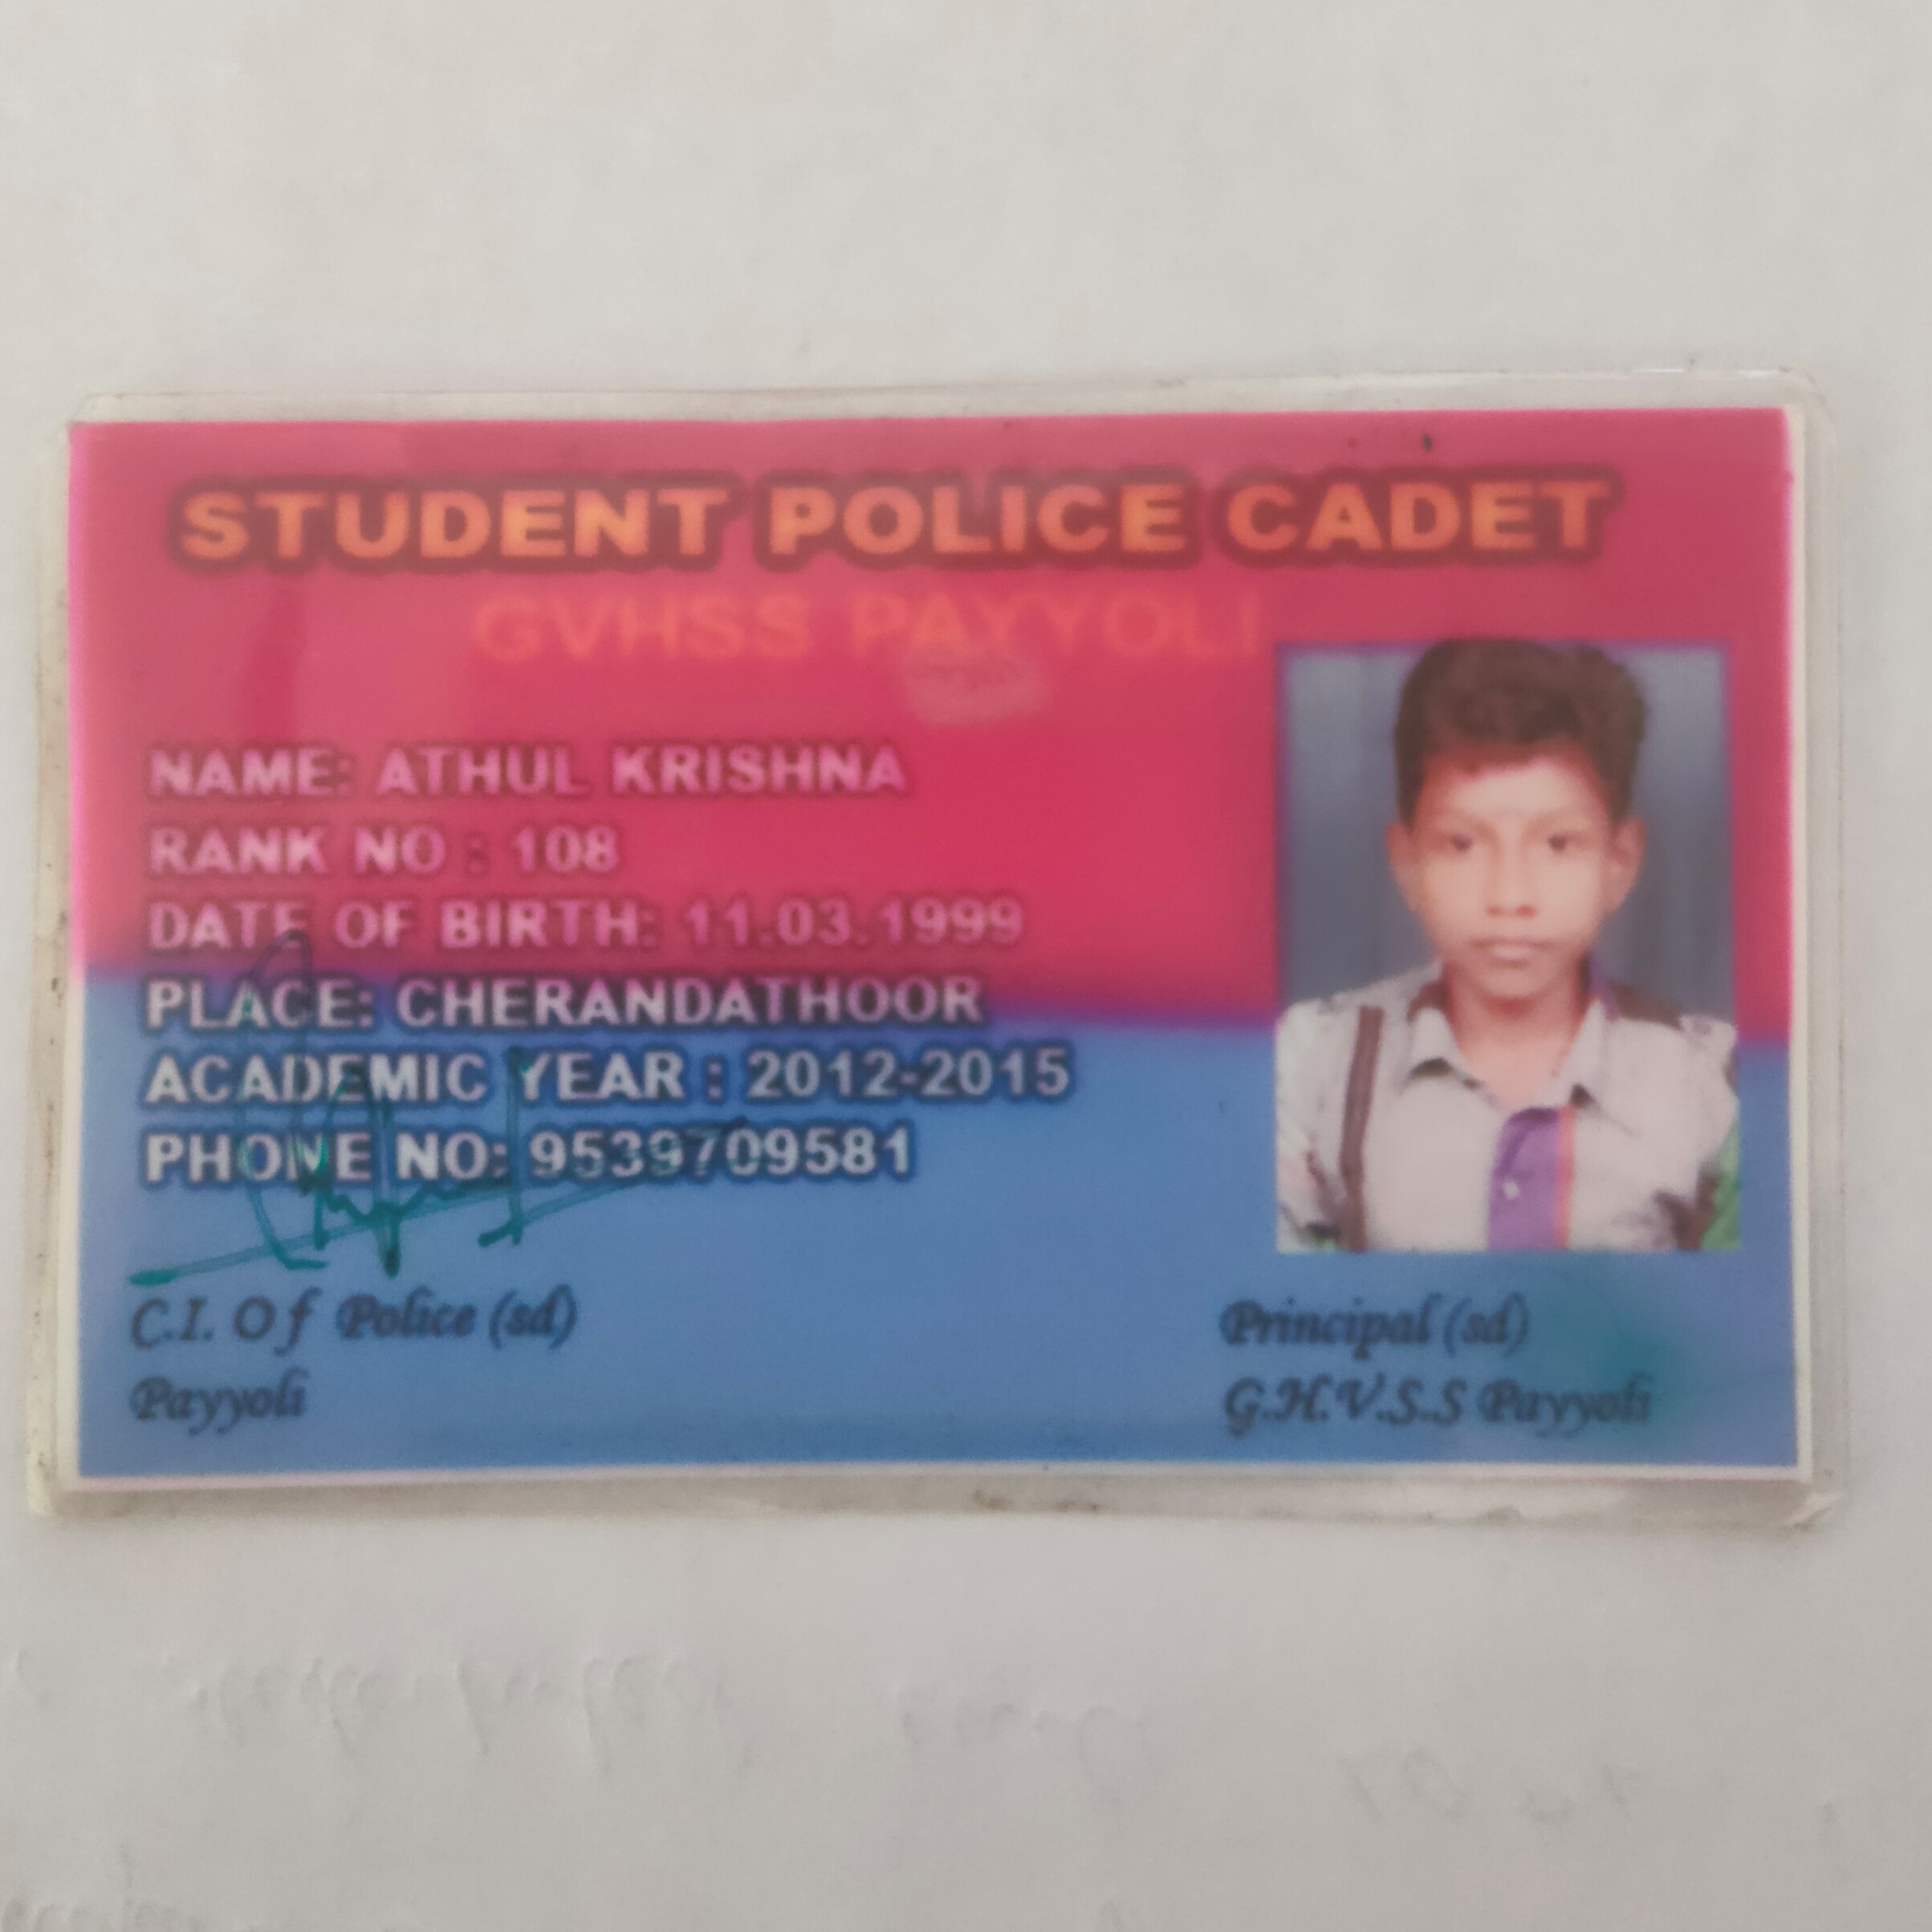 STUDENT POLICE CADET
GVHSS PAYYOLI
NAME: ATHUL KRISHNA
RANK NO : 108
DATE OF BIRTH: 11.03.1999
PLACE: CHERANDATHOOR
ACADEMIC YEAR : 2012-2015
PHONE NO: 9539709581
C.I. Of Police (sd)
Payyoli
Principal (sd)
G.H.V.S.S Payyoli